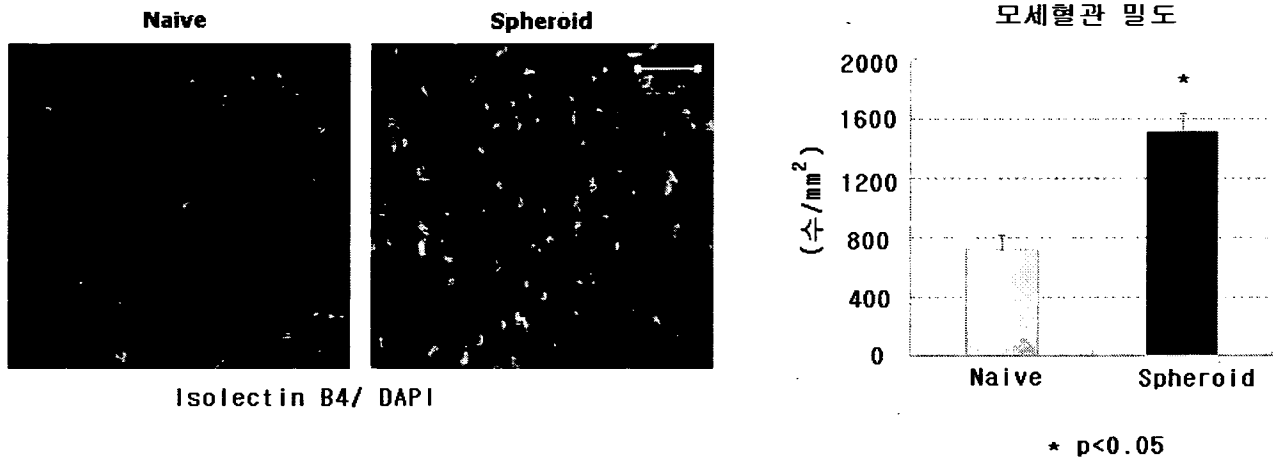 Naive
Spheroid
Isolectin B4/ DAPI
모세혈관 밀도
(수/mm²)
2000
1600
1200
800
400
0
*
Naive
Spheroid
* p<0.05